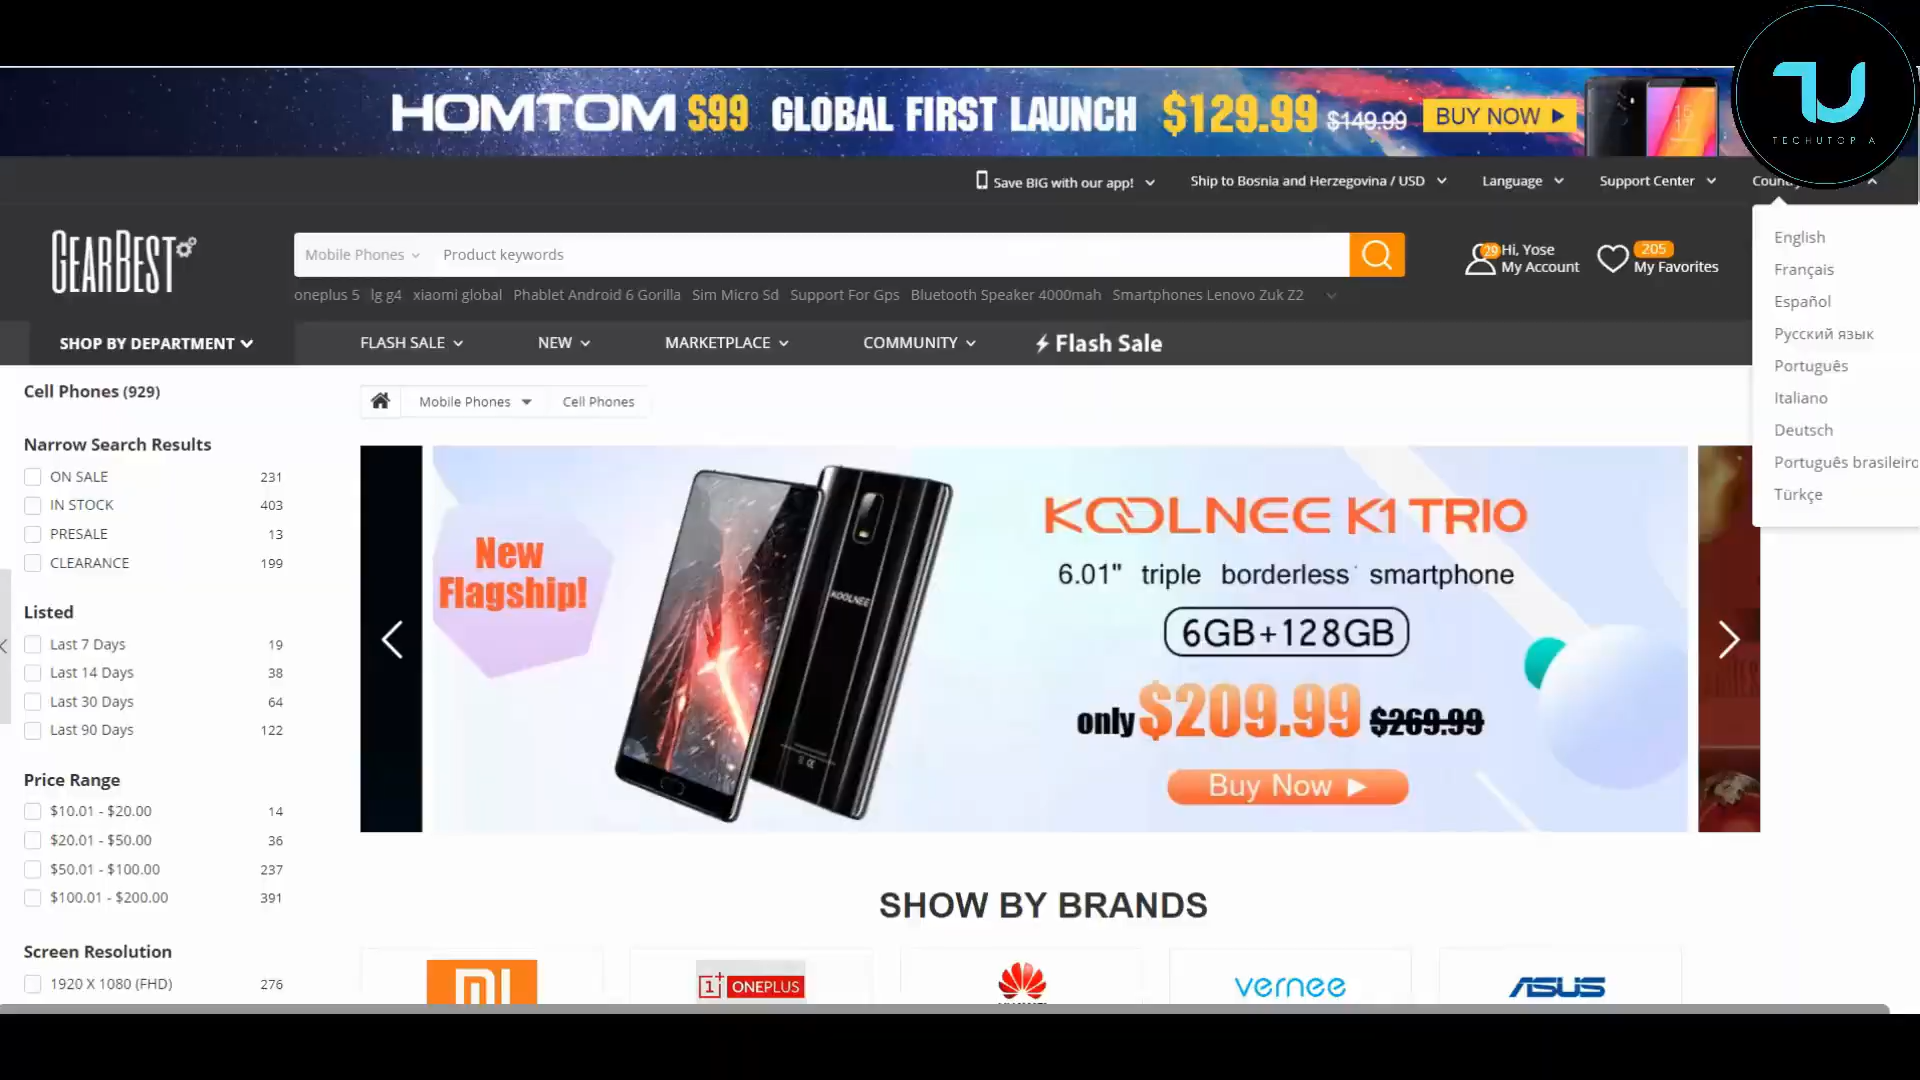 HOMTOM S99 GLOBAL FIRST LAUNCH $129.99 $149.99 BUY NOW
TU
TECHUTOP A
Save BIG with our app! Ship to Bosnia and Herzegovina / USD Language Support Center
GEARBEST
Mobile Phones Product keywords
29 Hi, Yose
My Account
205
My Favorites
oneplus 5 lg g4 xiaomi global Phablet Android 6 Gorilla Sim Micro Sd Support For Gps Bluetooth Speaker 4000mah Smartphones Lenovo Zuk Z2
SHOP BY DEPARTMENT FLASH SALE NEW MARKETPLACE COMMUNITY Flash Sale
English
Français
Español
Русский язык
Português
Italiano
Deutsch
Português brasileiro
Türkçe
Cell Phones (929)
Narrow Search Results
ON SALE 231
IN STOCK 403
PRESALE 13
CLEARANCE 199
Listed
Last 7 Days 19
Last 14 Days 38
Last 30 Days 64
Last 90 Days 122
Price Range
$10.01 - $20.00 14
$20.01 - $50.00 36
$50.01 - $100.00 237
$100.01 - $200.00 391
Screen Resolution
1920 X 1080 (FHD) 276
Mobile Phones Cell Phones
New
Flagship!
KOOLNEE
KOOLNEE K1 TRIO
6.01" triple borderless smartphone
6GB+128GB
only $209.99 $269.99
Buy Now
SHOW BY BRANDS
MI
1+ ONEPLUS
vernee
ASUS